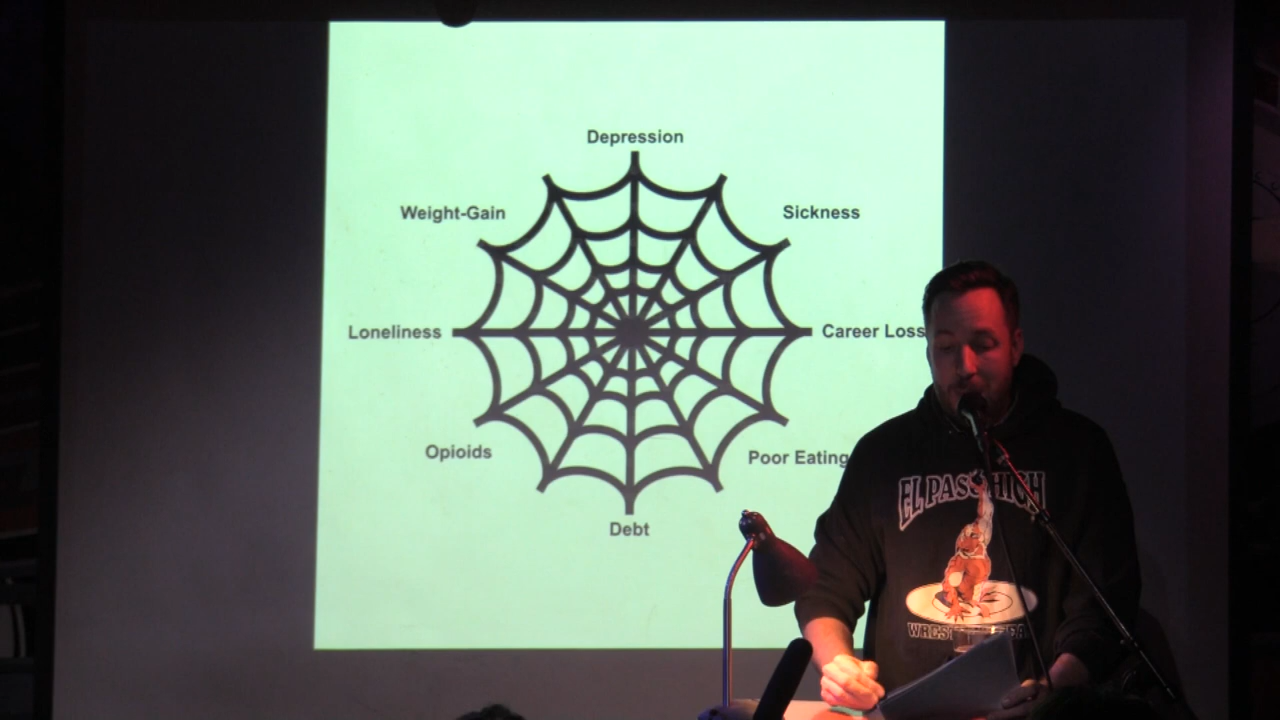 Depression
Weight-Gain
Sickness
Loneliness
Career Loss
Opioids
Poor Eating
Debt
EL PASO HIGH